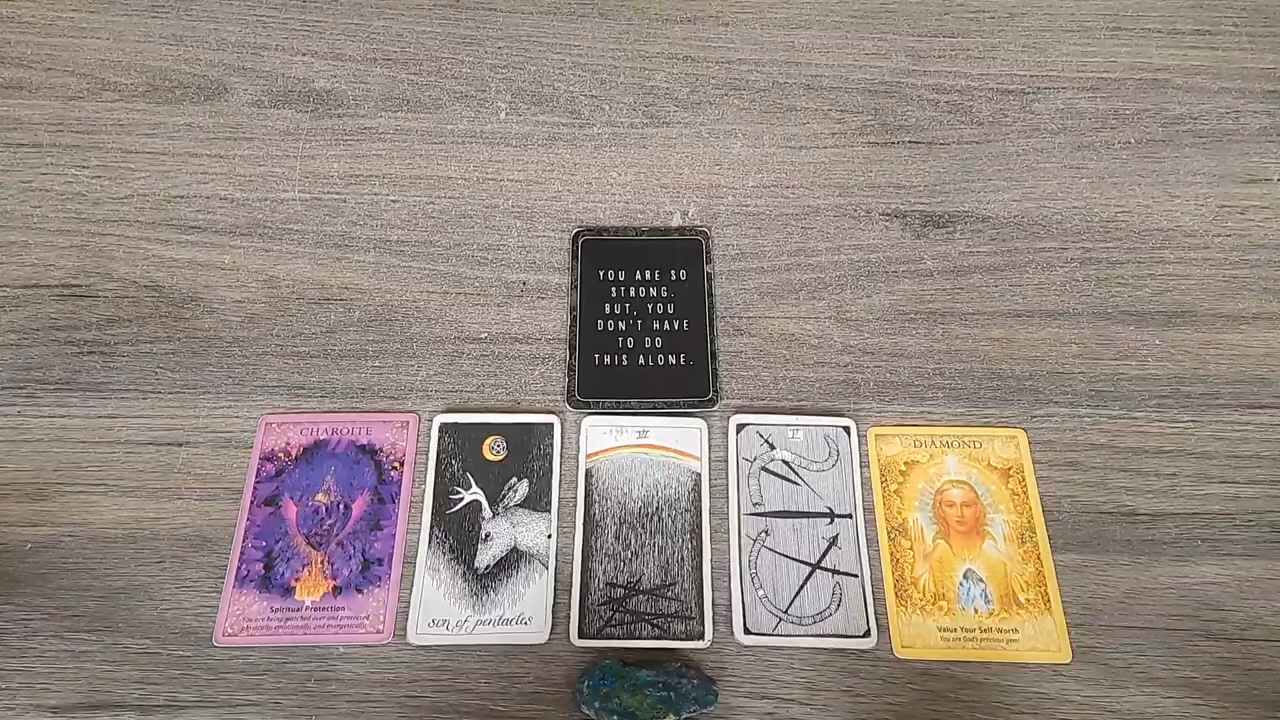 YOU ARE SO
STRONG.
BUT, YOU
DON'T HAVE
TO DO
THIS ALONE.
CHAROITE
Spiritual Protection
You are being watched over and protected
physically, emotionally, and energetically.
son of pentacles
VI
DIAMOND
Value Your Self-Worth
You are God's precious gem!